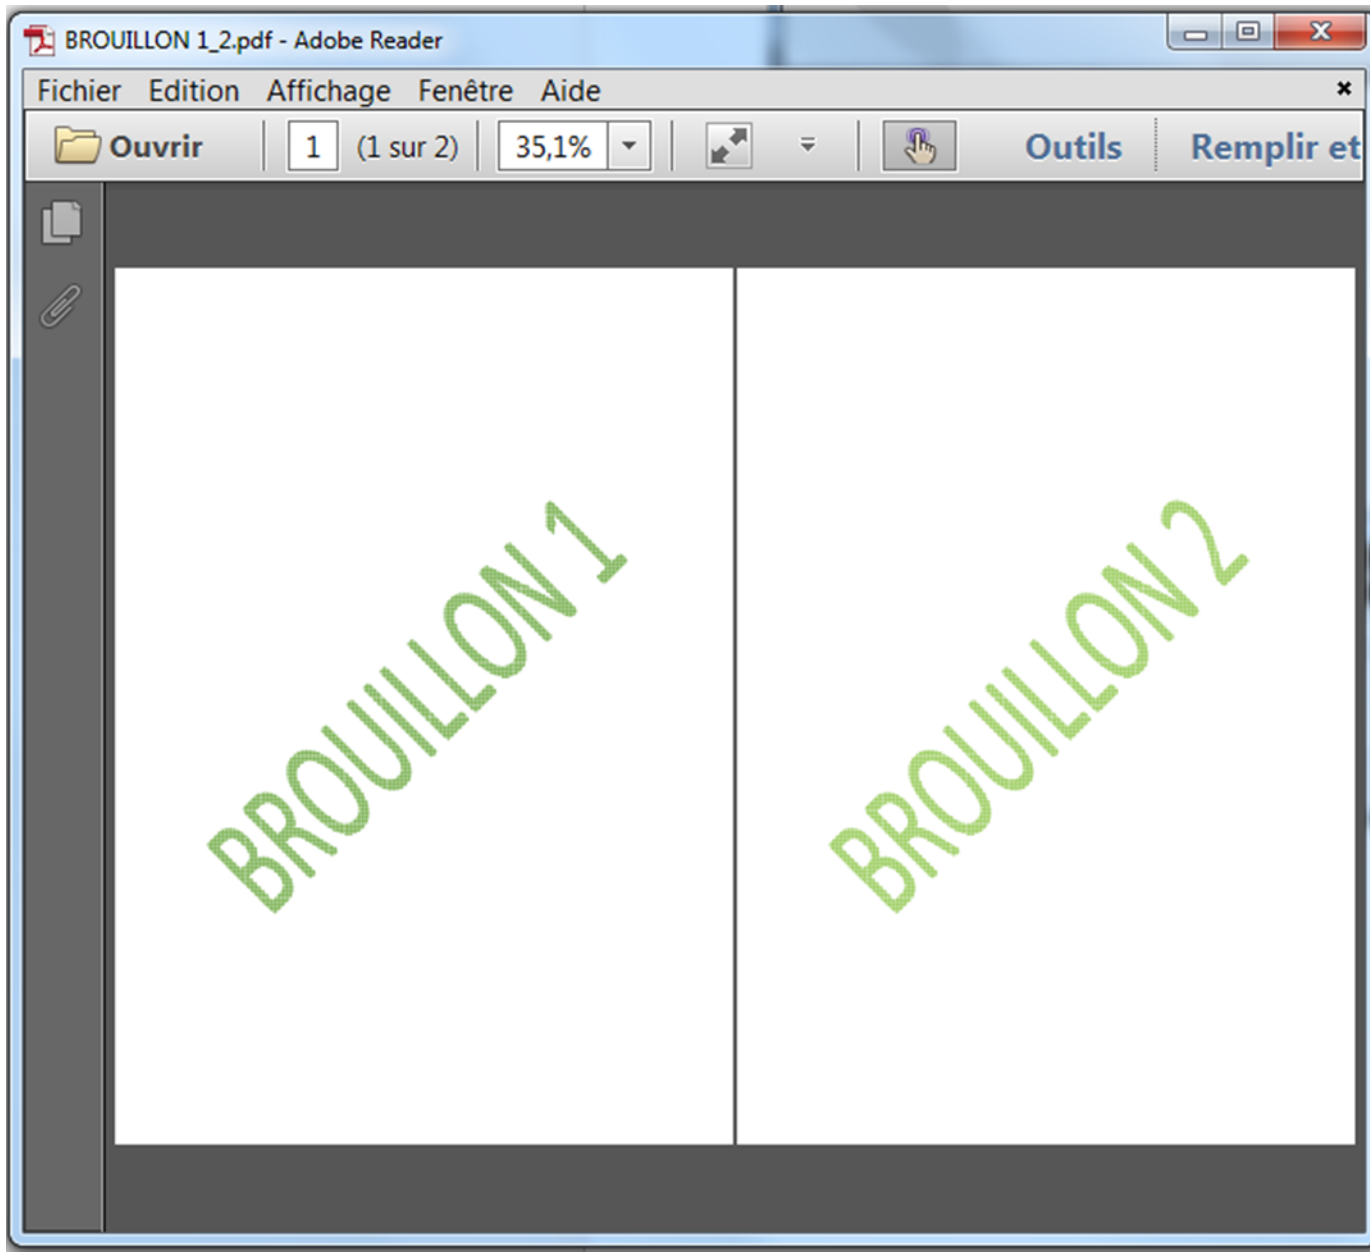 BROUILLON 1_2.pdf - Adobe Reader
Fichier Edition Affichage Fenêtre Aide
Ouvrir 1 (1 sur 2) 35,1% Outils Remplir et
BROUILLON 1
BROUILLON 2